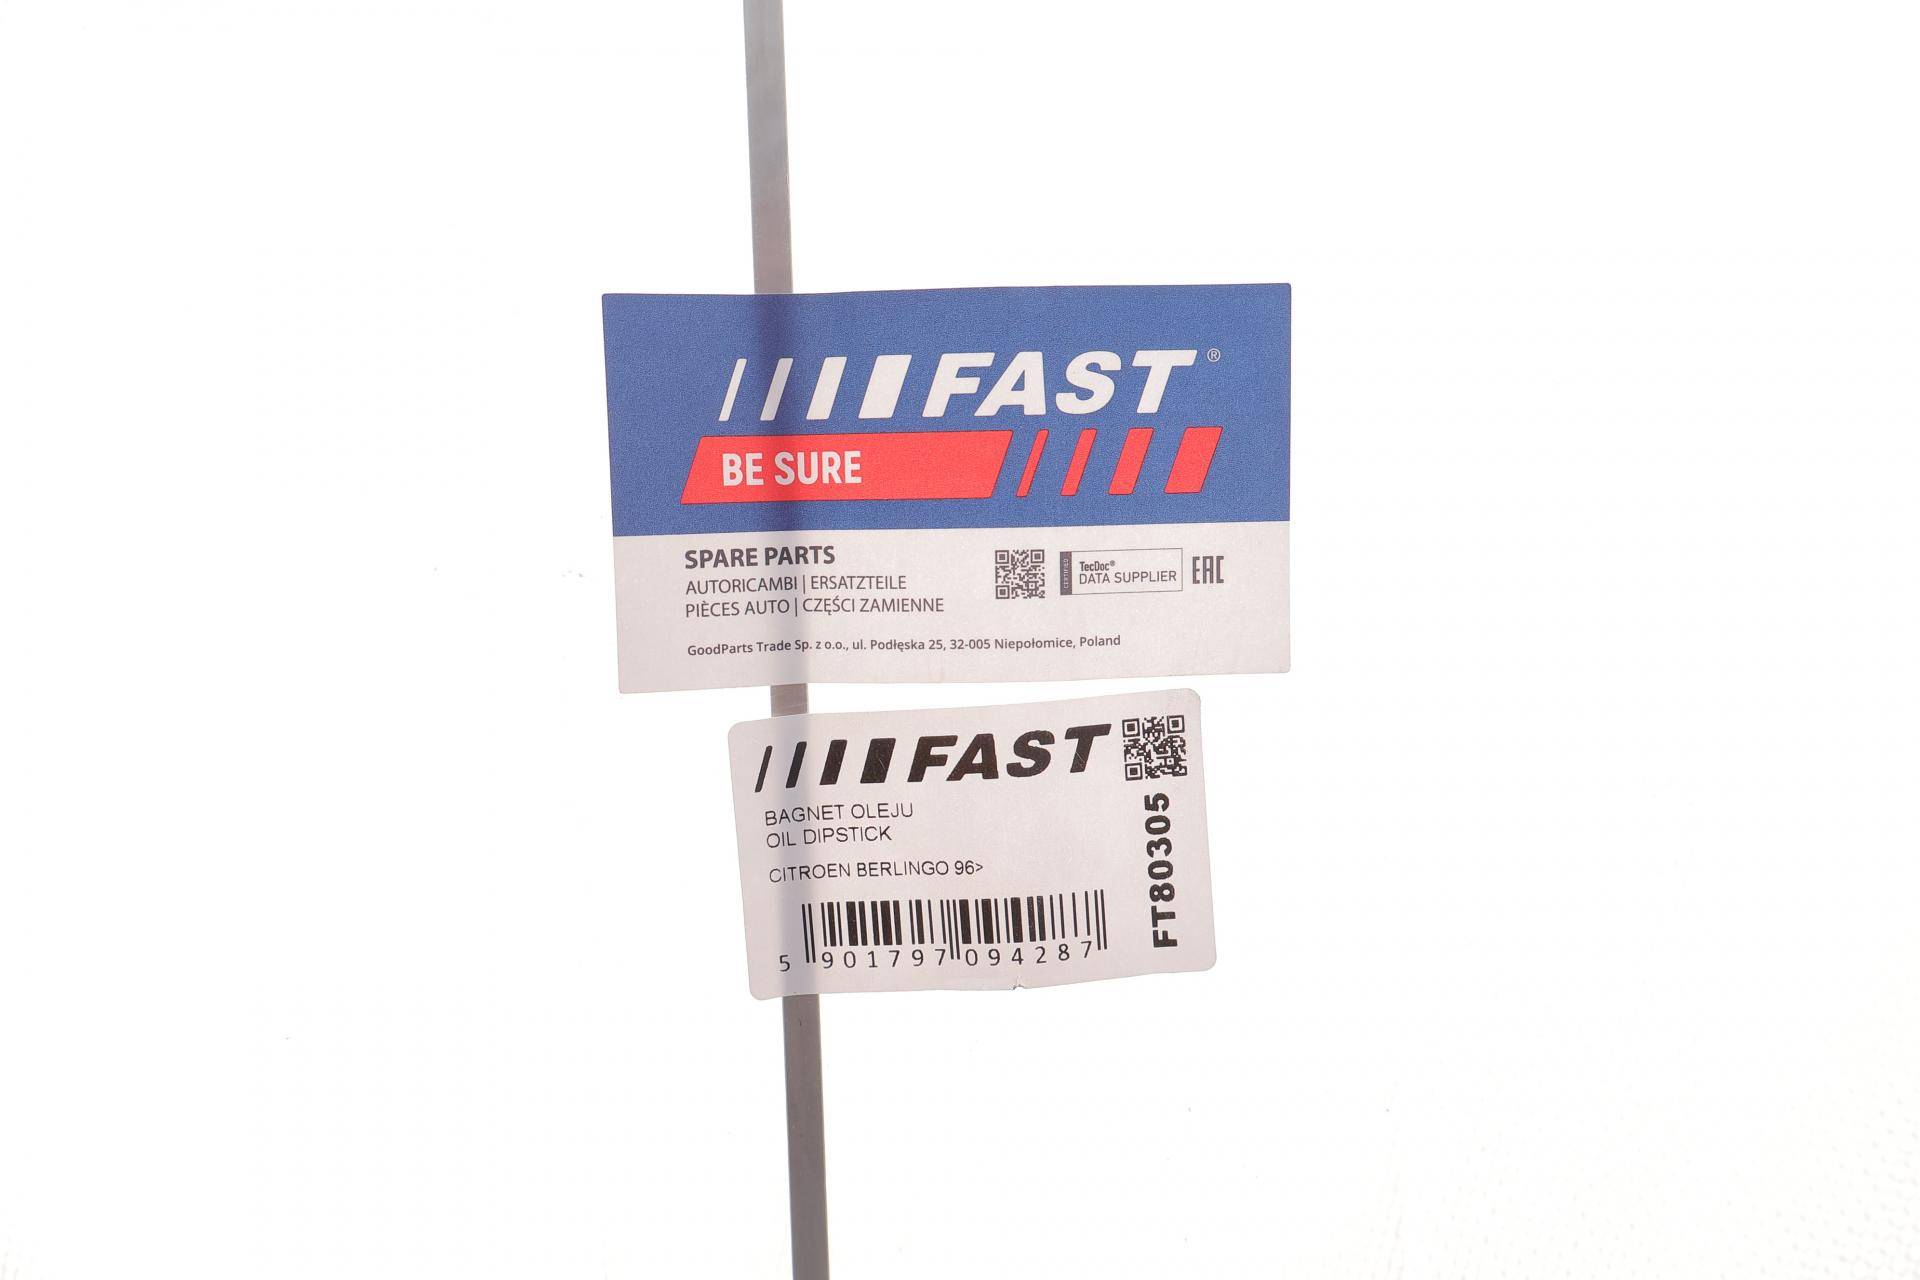 FAST®
BE SURE
SPARE PARTS
AUTORICAMBI | ERSATZTEILE
PIÈCES AUTO | CZĘŚCI ZAMIENNE
CERTIFIED
TecDoc®
DATA SUPPLIER
EAC
GoodParts Trade Sp. z o.o., ul. Podłęska 25, 32-005 Niepołomice, Poland
FAST
BAGNET OLEJU
OIL DIPSTICK
CITROEN BERLINGO 96>
5 901797 094287
FT80305